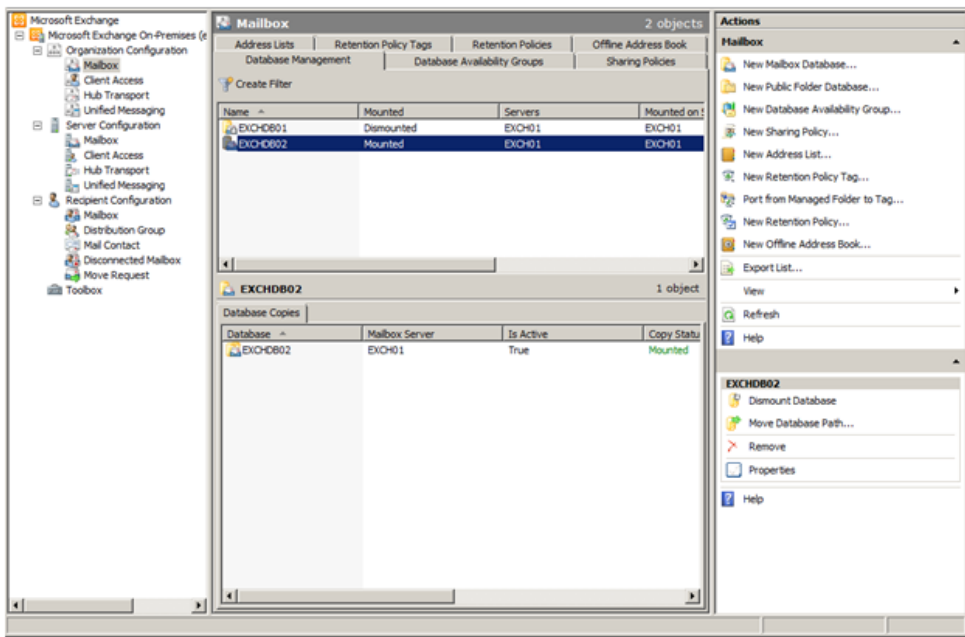 Microsoft Exchange
Microsoft Exchange On-Premises (e
Organization Configuration
Mailbox
Client Access
Hub Transport
Unified Messaging
Server Configuration
Mailbox
Client Access
Hub Transport
Unified Messaging
Recipient Configuration
Mailbox
Distribution Group
Mail Contact
Disconnected Mailbox
Move Request
Toolbox
Mailbox 2 objects
Address Lists Retention Policy Tags Retention Policies Offline Address Book
Database Management Database Availability Groups Sharing Policies
Create Filter
Name Mounted Servers Mounted on
EXCHDB01 Dismounted EXCH01 EXCH01
EXCHDB02 Mounted EXCH01 EXCH01
EXCHDB02 1 object
Database Copies
Database Mailbox Server Is Active Copy Statu
EXCHDB02 EXCH01 True Mounted
Actions
Mailbox
New Mailbox Database...
New Public Folder Database...
New Database Availability Group...
New Sharing Policy...
New Address List...
New Retention Policy Tag...
Port from Managed Folder to Tag...
New Retention Policy...
New Offline Address Book...
Export List...
View
Refresh
Help
EXCHDB02
Dismount Database
Move Database Path...
Remove
Properties
Help